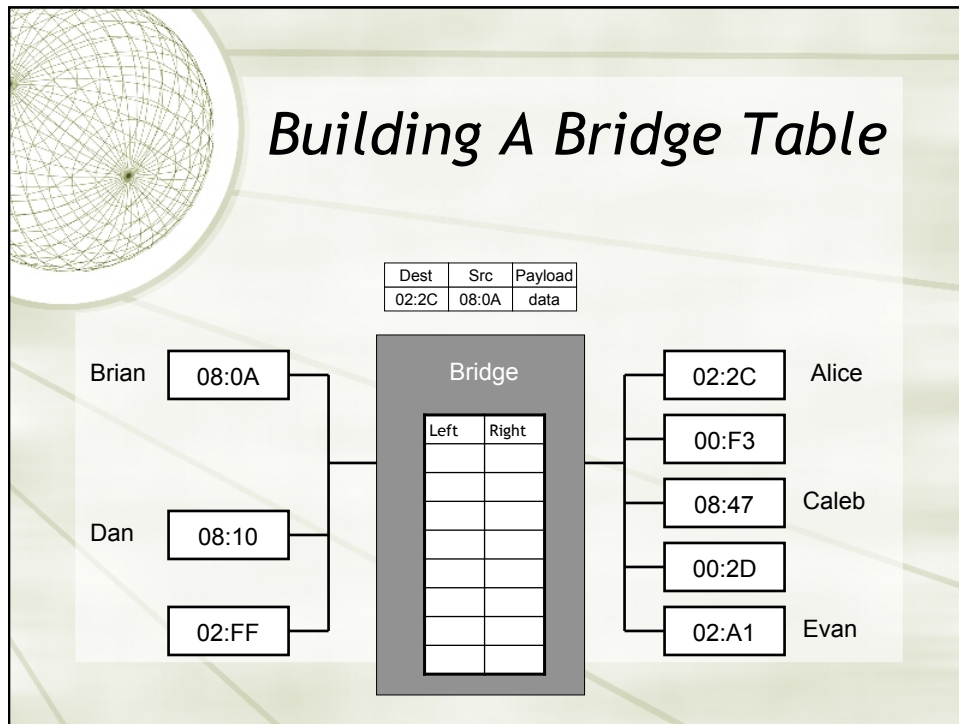 Building A Bridge Table
Dest Src Payload
02:2C 08:0A data
Brian 08:0A
Dan 08:10
02:FF
Bridge
Left Right
02:2C Alice
00:F3
08:47 Caleb
00:2D
02:A1 Evan